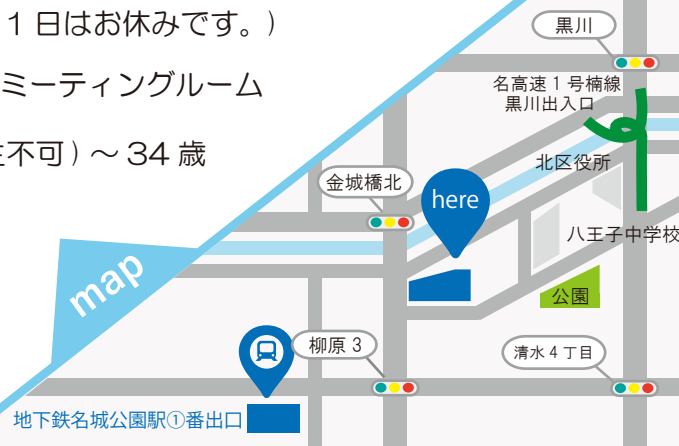 1 日はお休みです。)
ミーティングルーム
不可) ~ 34 歳
黒川
名高速 1 号楠線
黒川出入口
北区役所
金城橋北
here
八王子中学校
map
公園
柳原 3
清水 4 丁目
地下鉄名城公園駅①番出口